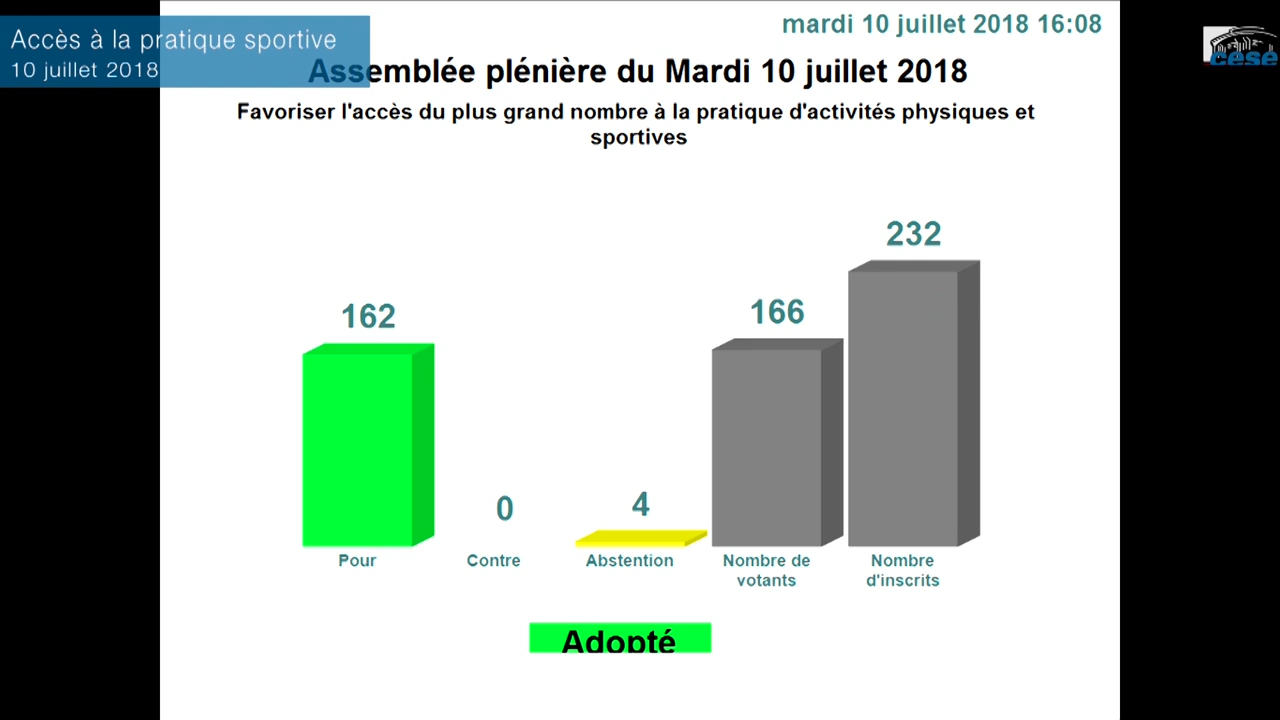 Accès à la pratique sportive
10 juillet 2018
mardi 10 juillet 2018 16:08
cese
Assemblée plénière du Mardi 10 juillet 2018
Favoriser l'accès du plus grand nombre à la pratique d'activités physiques et
sportives
162
0
4
166
232
Pour
Contre
Abstention
Nombre de
votants
Nombre
d'inscrits
Adopté